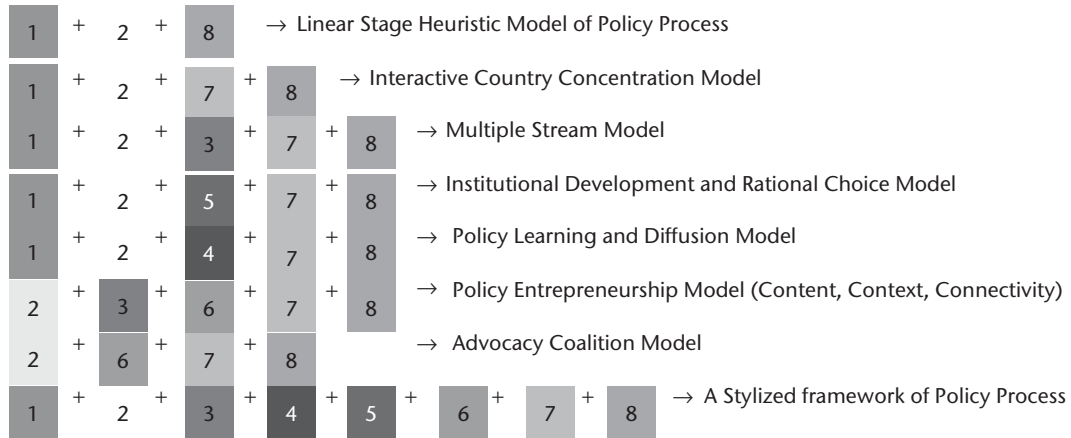 1 + 2 + 8 → Linear Stage Heuristic Model of Policy Process
1 + 2 + 7 + 8 → Interactive Country Concentration Model
1 + 2 + 3 + 7 + 8 → Multiple Stream Model
1 + 2 + 5 + 7 + 8 → Institutional Development and Rational Choice Model
1 + 2 + 4 + 7 + 8 → Policy Learning and Diffusion Model
2 + 3 + 6 + 7 + 8 → Policy Entrepreneurship Model (Content, Context, Connectivity)
2 + 6 + 7 + 8 → Advocacy Coalition Model
1 + 2 + 3 + 4 + 5 + 6 + 7 + 8 → A Stylized framework of Policy Process